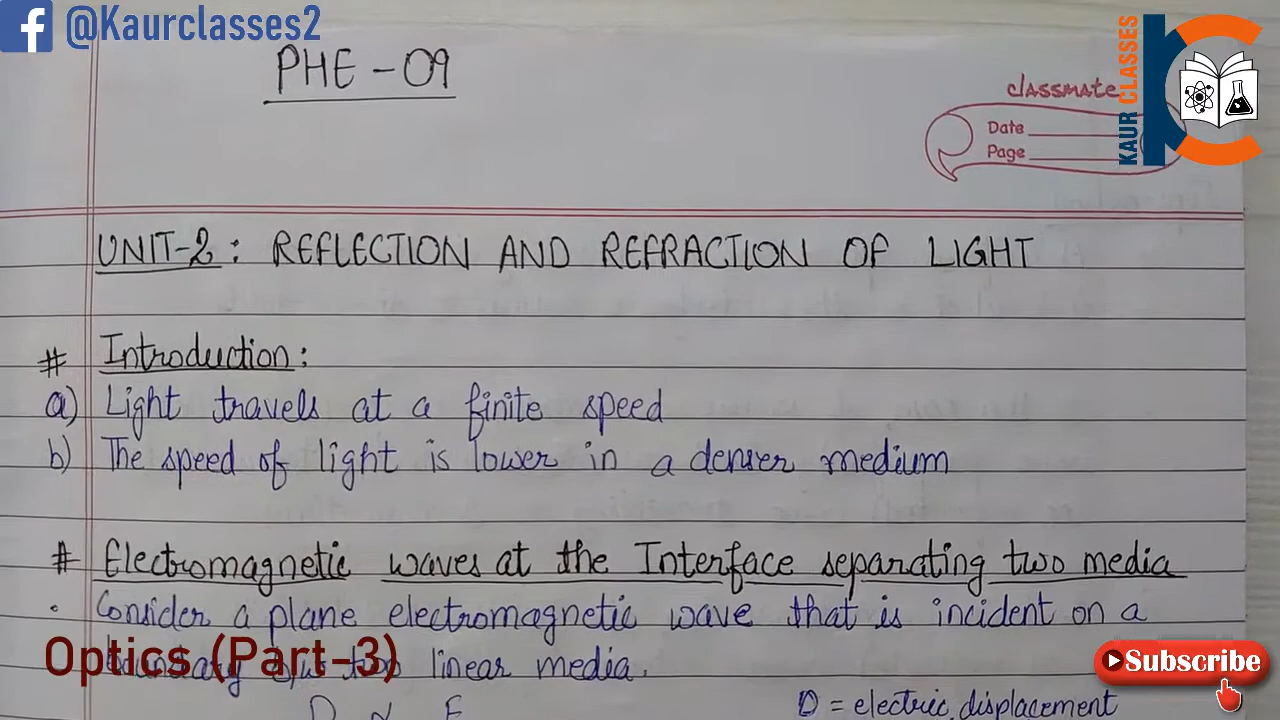 @Kaurclasses2
PHE - 09
classmate
Date
Page
KAUR CLASSES
UNIT-2 : REFLECTION AND REFRACTION OF LIGHT
# Introduction :
a) Light travels at a finite speed
b) The speed of light is lower in a denser medium
# Electromagnetic waves at the Interface separating two media
. Consider a plane electromagnetic wave that is incident on a
boundary b/w two linear media.
Optics (Part-3)
Subscribe
D ∝ E
D = electric displacement